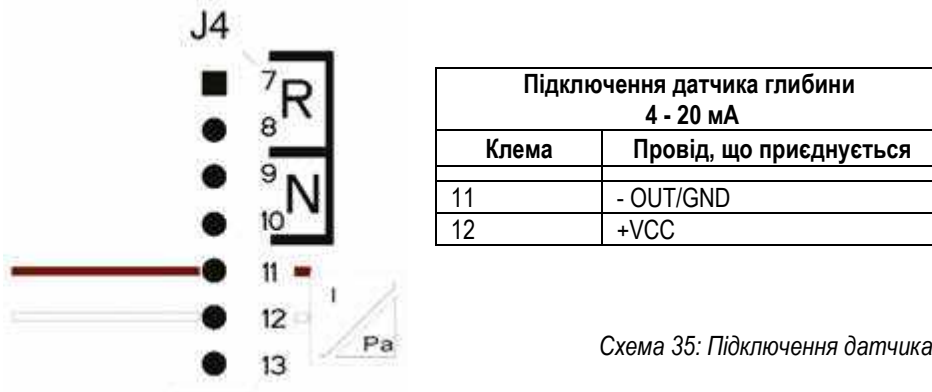 J4
7
R
8
9
N
10
11
I
12
Pa
13
Підключення датчика глибини
4 - 20 мА
Клема Провід, що приєднується
11 - OUT/GND
12 +VCC
Схема 35: Підключення датчика